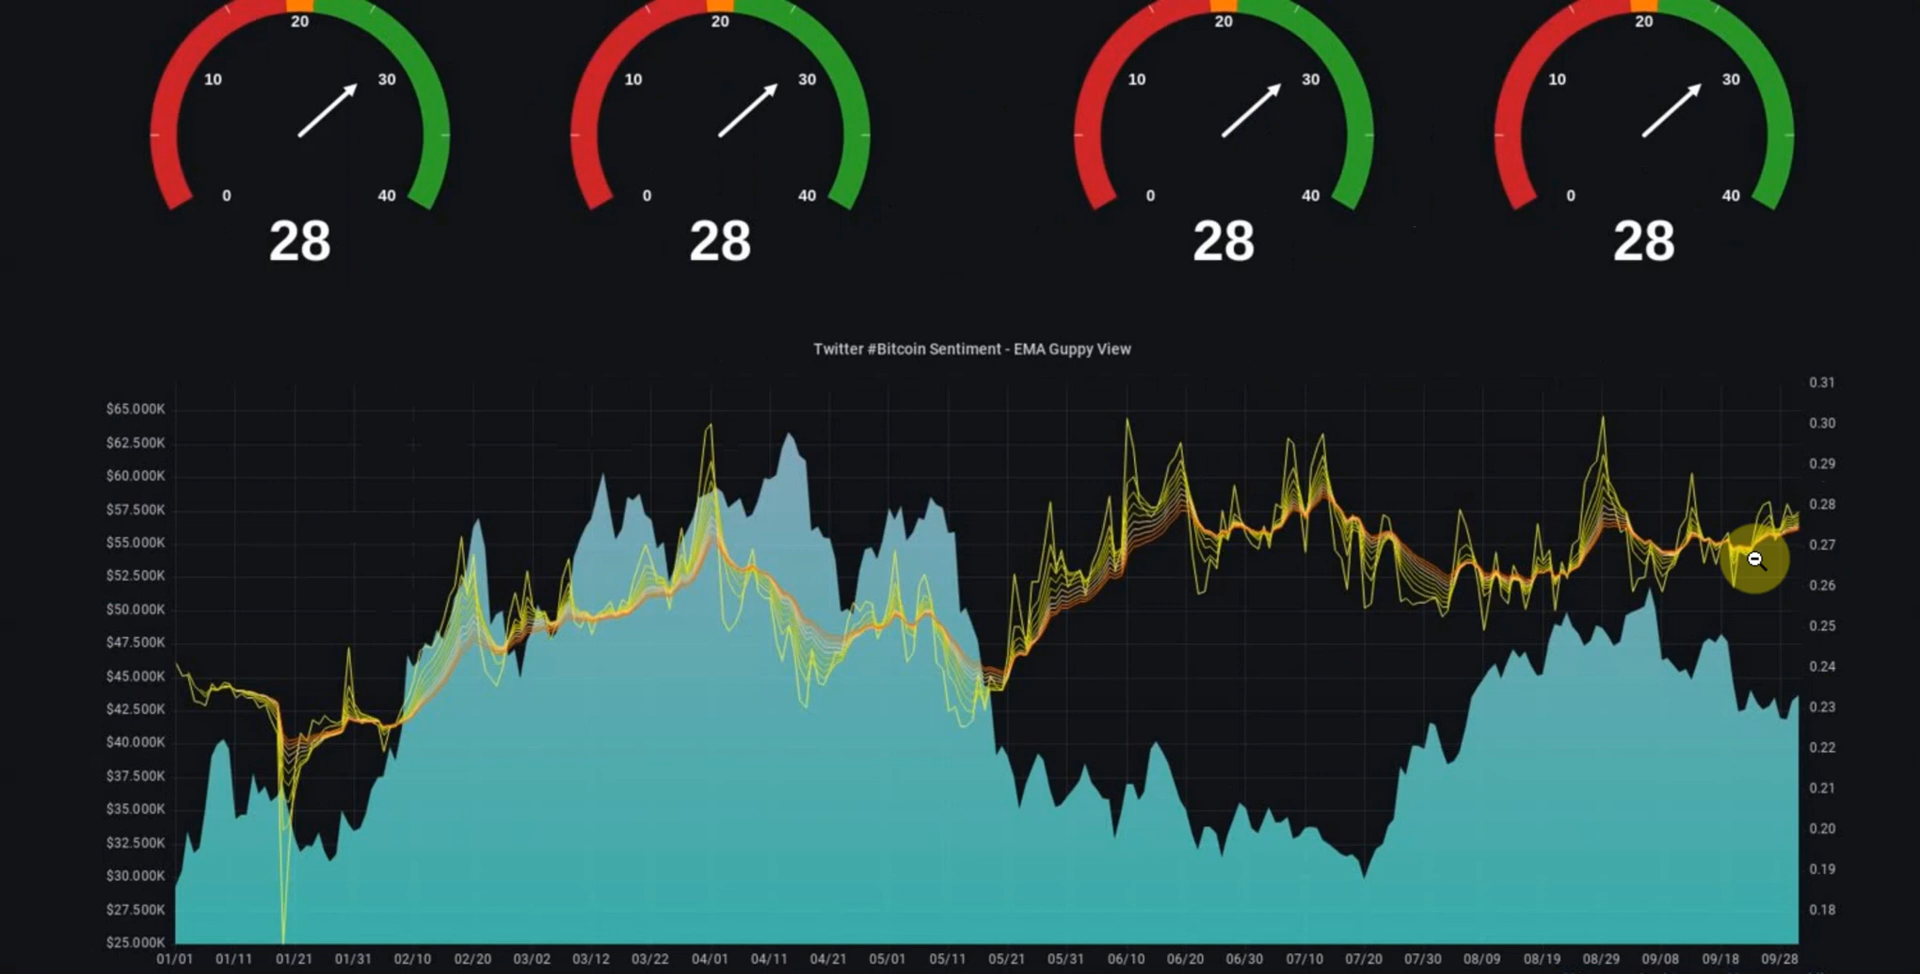 20 20 20 20
10 30 10 30 10 30 10 30
0 40 0 40 0 40 0 40
28 28 28 28
Twitter #Bitcoin Sentiment - EMA Guppy View
0.31
$65.000K
0.30
$62.500K
0.29
$60.000K
0.28
$57.500K
$55.000K
0.27
$52.500K
0.26
$50.000K
0.25
$47.500K
0.24
$45.000K
0.23
$42.500K
0.22
$40.000K
0.21
$37.500K
$35.000K
0.20
$32.500K
0.19
$30.000K
0.18
$27.500K
$25.000K
01/01 01/11 01/21 01/31 02/10 02/20 03/02 03/12 03/22 04/01 04/11 04/21 05/01 05/11 05/21 05/31 06/10 06/20 06/30 07/10 07/20 07/30 08/09 08/19 08/29 09/08 09/18 09/28